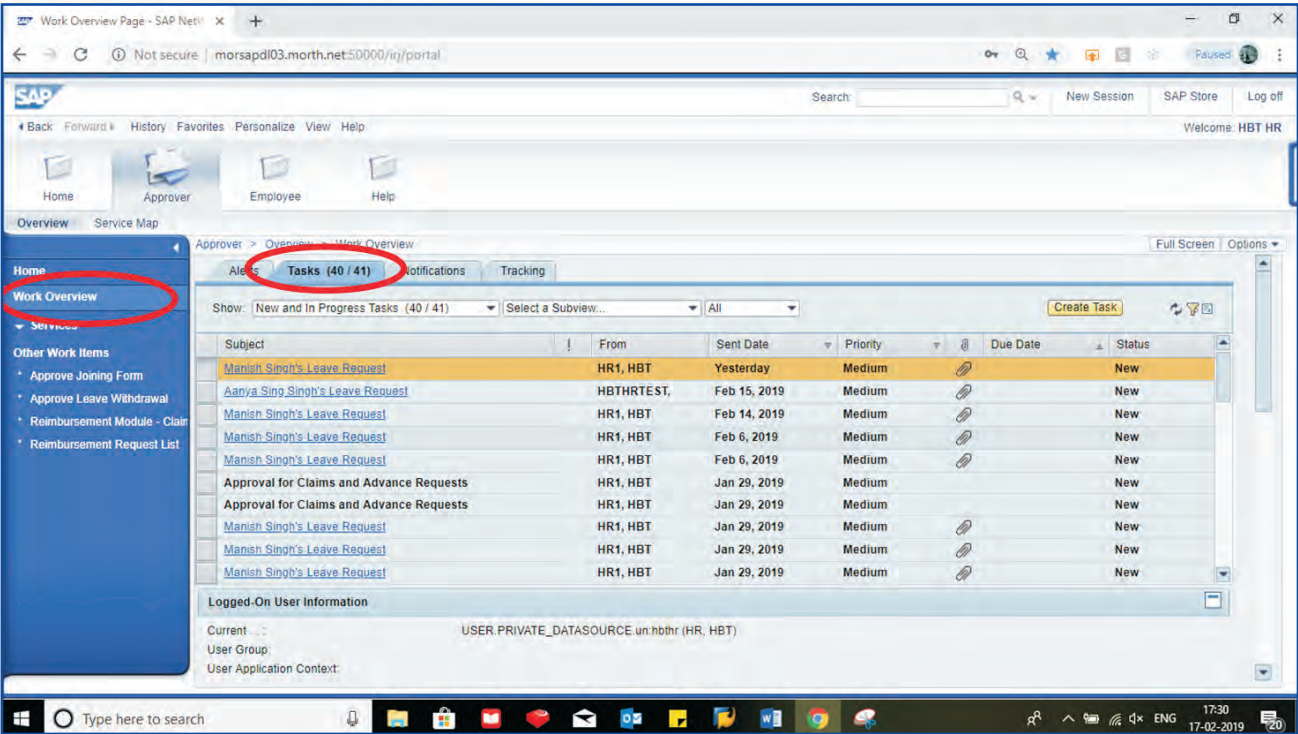 Work Overview Page - SAP Net
Not secure | morsapdl03.morth.net:50000/irj/portal
Paused
SAP
Search:
New Session
SAP Store
Log off
Back Forward History Favorites Personalize View Help
Welcome: HBT HR
Home Approver Employee Help
Overview Service Map
Approver > Overview > Work Overview
Full Screen Options
Home
Work Overview
Services
Other Work Items
Approve Joining Form
Approve Leave Withdrawal
Reimbursement Module - Clain
Reimbursement Request List
Alerts Tasks (40 / 41) Notifications Tracking
Show: New and In Progress Tasks (40 / 41) Select a Subview... All Create Task
Subject ! From Sent Date Priority Due Date Status
Manish Singh's Leave Request HR1, HBT Yesterday Medium New
Aanya Sing Singh's Leave Request HBTHRTEST, Feb 15, 2019 Medium New
Manish Singh's Leave Request HR1, HBT Feb 14, 2019 Medium New
Manish Singh's Leave Request HR1, HBT Feb 6, 2019 Medium New
Manish Singh's Leave Request HR1, HBT Feb 6, 2019 Medium New
Approval for Claims and Advance Requests HR1, HBT Jan 29, 2019 Medium New
Approval for Claims and Advance Requests HR1, HBT Jan 29, 2019 Medium New
Manish Singh's Leave Request HR1, HBT Jan 29, 2019 Medium New
Manish Singh's Leave Request HR1, HBT Jan 29, 2019 Medium New
Manish Singh's Leave Request HR1, HBT Jan 29, 2019 Medium New
Logged-On User Information
Current ...: USER.PRIVATE_DATASOURCE.un:hbthr (HR, HBT)
User Group:
User Application Context:
Type here to search
ENG
17:30
17-02-2019
20